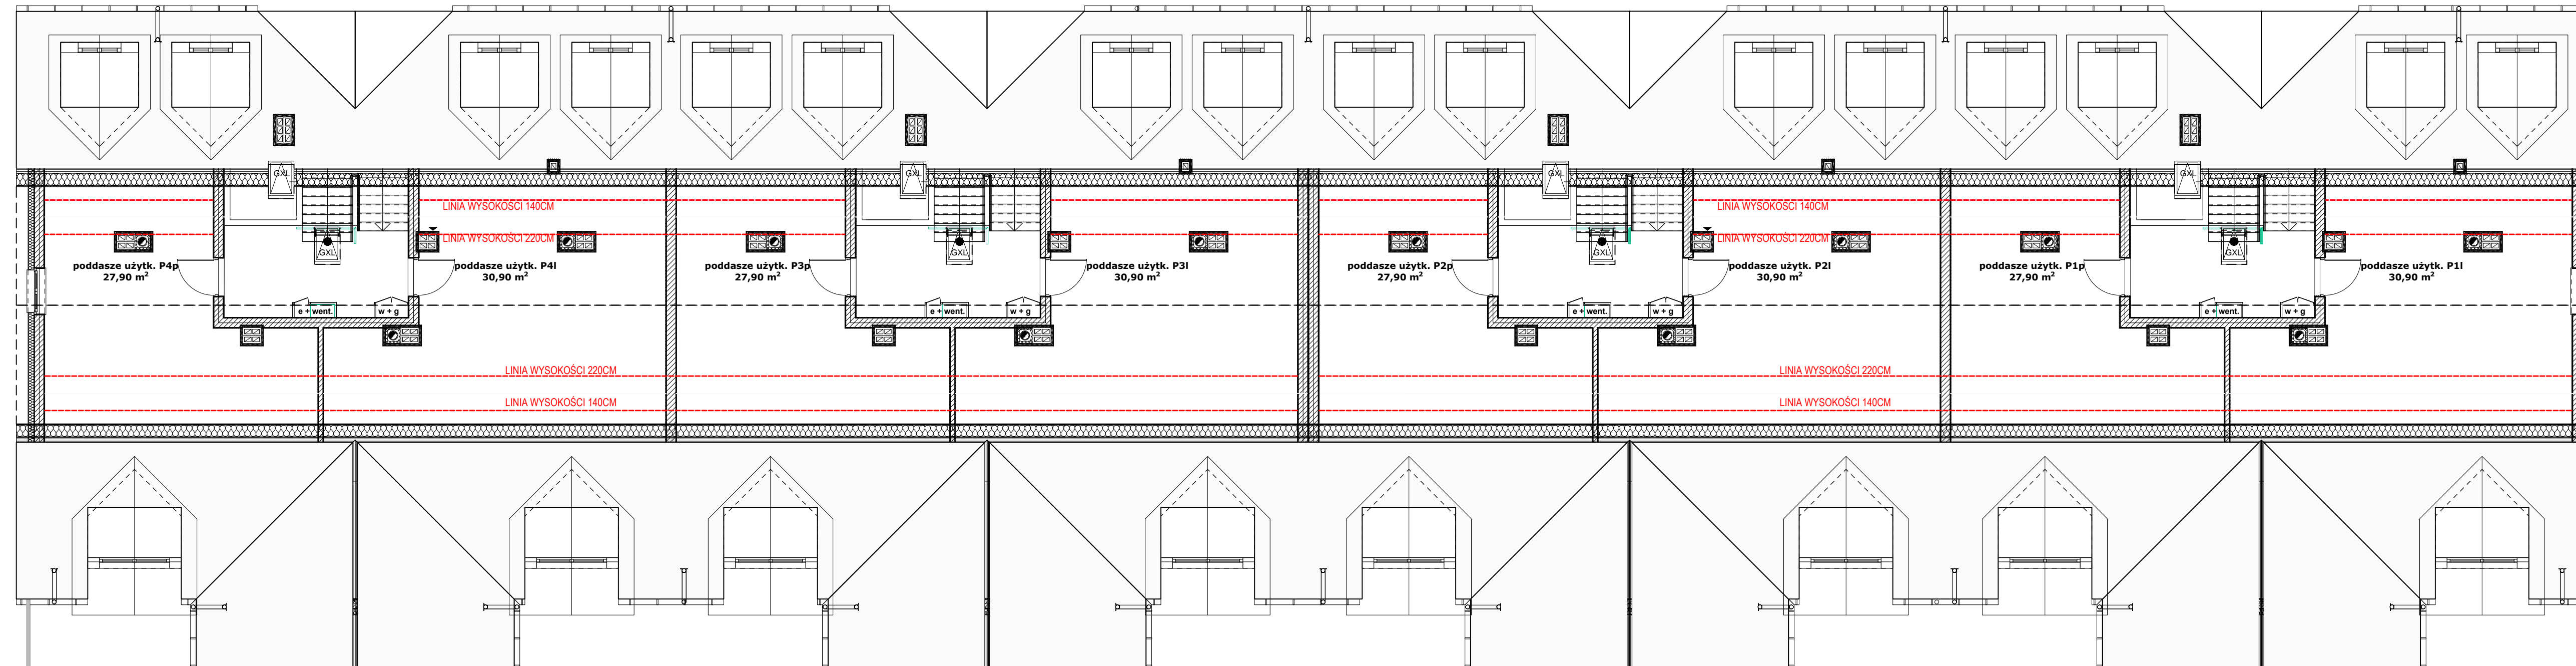 GXL
GXL
GXL
GXL
LINIA WYSOKOŚCI 140CM
LINIA WYSOKOŚCI 140CM
LINIA WYSOKOŚCI 220CM
LINIA WYSOKOŚCI 220CM
GXL
GXL
GXL
GXL
poddasze użytk. P4p
27,90 m²
poddasze użytk. P4l
30,90 m²
poddasze użytk. P3p
27,90 m²
poddasze użytk. P3l
30,90 m²
poddasze użytk. P2p
27,90 m²
poddasze użytk. P2l
30,90 m²
poddasze użytk. P1p
27,90 m²
poddasze użytk. P1l
30,90 m²
e + went.
w + g
e + went.
w + g
e + went.
w + g
e + went.
w + g
LINIA WYSOKOŚCI 220CM
LINIA WYSOKOŚCI 220CM
LINIA WYSOKOŚCI 140CM
LINIA WYSOKOŚCI 140CM